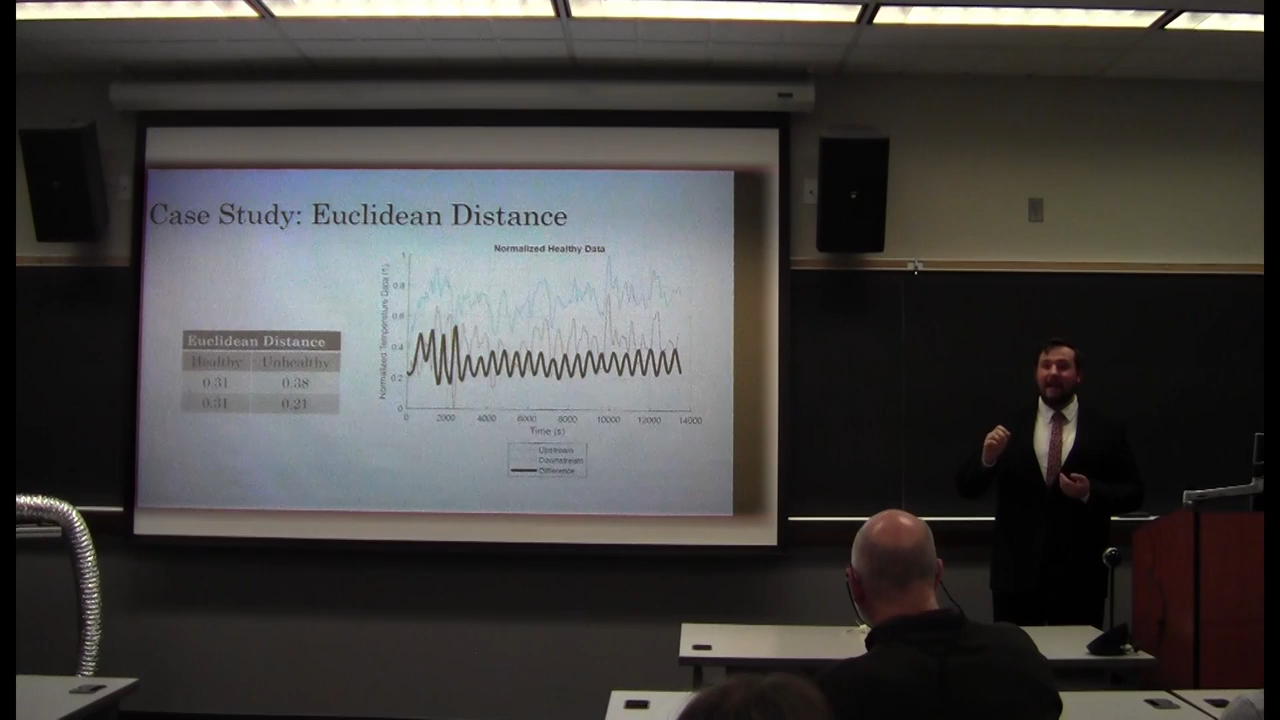 Case Study: Euclidean Distance
Normalized Healthy Data
Euclidean Distance
Healthy Unhealthy
0.31 0.38
0.31 0.21
Normalized Temperature Data (f)
1
0.8
0.6
0.4
0.2
0
0 2000 4000 6000 8000 10000 12000 14000
Time (s)
Upstream
Downstream
Difference